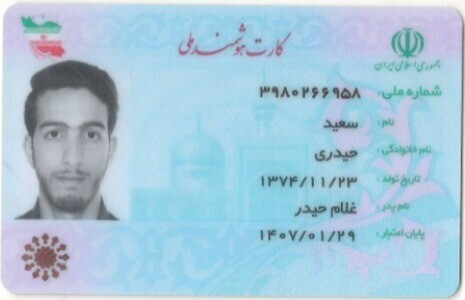 کارت هوشمند ملی
جمهوری اسلامی ایران
شماره ملی: ۳۹۸۰۲۶۶۹۵۸
نام: سعید
نام خانوادگی: حیدری
تاریخ تولد: ۱۳۷۴/۱۱/۲۳
نام پدر: غلام حیدر
پایان اعتبار: ۱۴۰۷/۰۱/۲۹